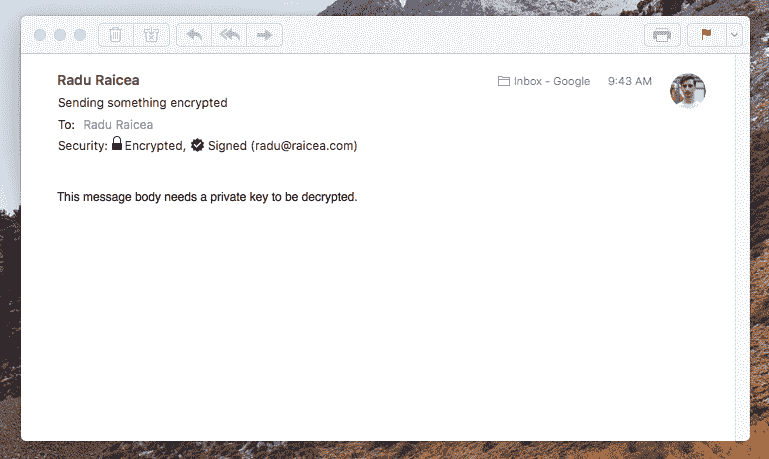 Radu Raicea
Inbox - Google 9:43 AM
Sending something encrypted
To: Radu Raicea
Security: Encrypted, Signed (radu@raicea.com)
This message body needs a private key to be decrypted.